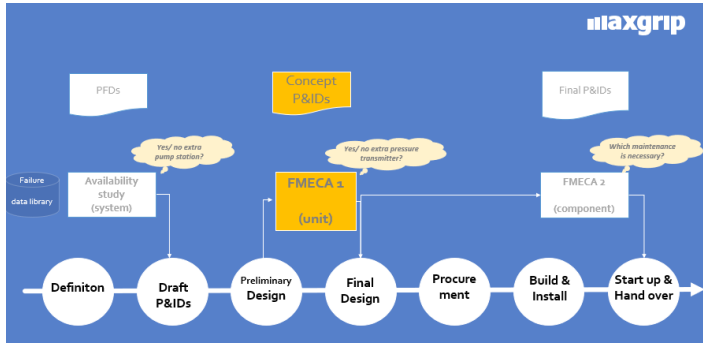 maxgrip
PFDs
Concept
P&IDs
Final P&IDs
Yes/ no extra
pump station?
Yes/ no extra pressure
transmitter?
Which maintenance
is necessary?
Failure
data library
Availability
study
(system)
FMECA 1
(unit)
FMECA 2
(component)
Definiton
Draft
P&IDs
Preliminary
Design
Final
Design
Procure
ment
Build &
Install
Start up &
Hand over